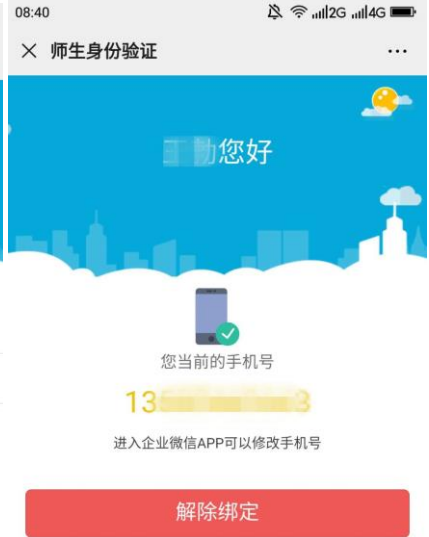 08:40 2G 4G
师生身份验证 ...
您好
您当前的手机号
13 3
进入企业微信APP可以修改手机号
解除绑定